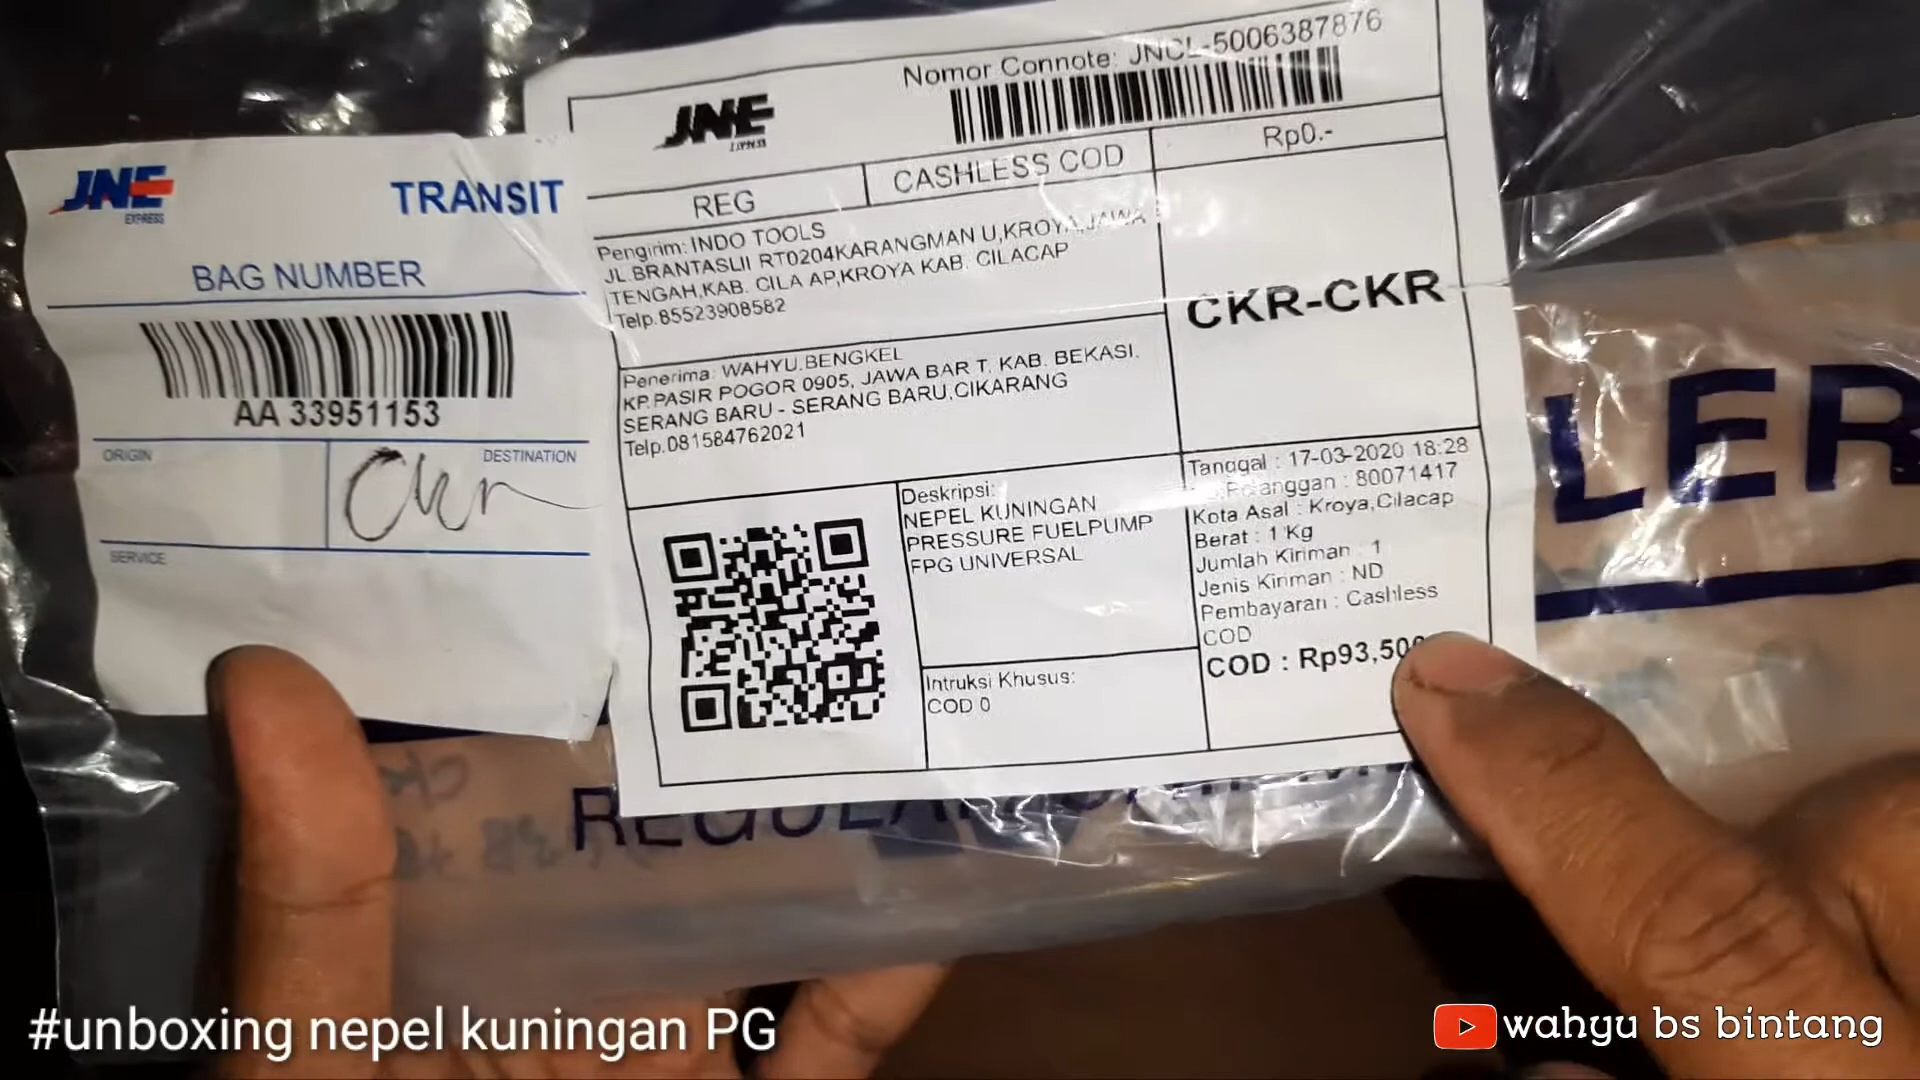 JNE
EXPRESS
TRANSIT
BAG NUMBER
AA 33951153
ORIGIN
DESTINATION
Ckr
SERVICE
JNE
EXPRESS
Nomor Connote: JNCL-5006387876
REG
CASHLESS COD
Rp0.-
Pengirim: INDO TOOLS
JL.BRANTASLII RT0204KARANGMAN U,KROYA,JAWA
TENGAH,KAB. CILA AP,KROYA KAB. CILACAP
Telp.85523908582
CKR-CKR
Penerima: WAHYU.BENGKEL
KP.PASIR POGOR 0905, JAWA BAR T. KAB. BEKASI.
SERANG BARU - SERANG BARU,CIKARANG
Telp.081584762021
Deskripsi:
NEPEL KUNINGAN
PRESSURE FUELPUMP
FPG UNIVERSAL
Intruksi Khusus:
COD 0
Tanggal : 17-03-2020 18:28
Pelanggan : 80071417
Kota Asal : Kroya,Cilacap
Berat : 1 Kg
Jumlah Kiriman : 1
Jenis Kiriman : ND
Pembayaran : Cashless
COD
COD : Rp93,500
LER
#unboxing nepel kuningan PG
wahyu bs bintang